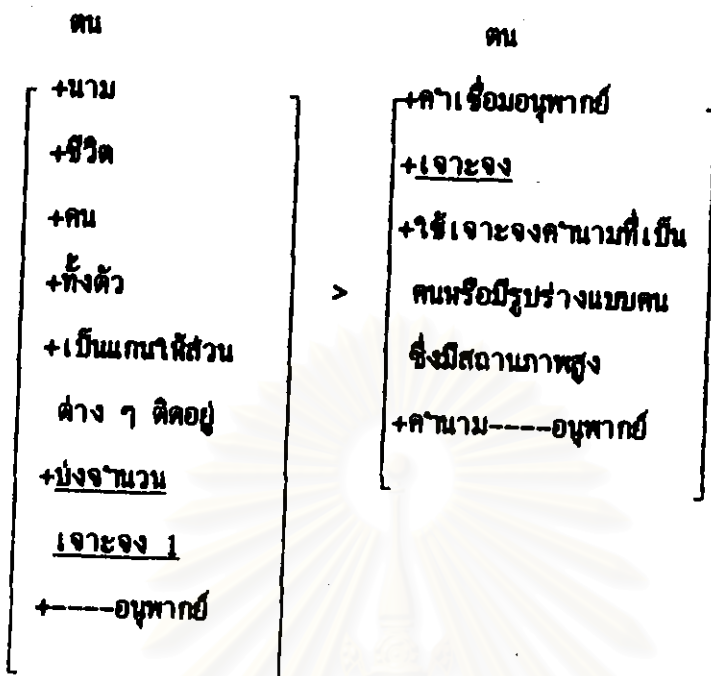 ตน
+นาม
+ชีวิต
+คน
+ทั้งตัว
+เป็นแกนให้ส่วน
ต่าง ๆ ติดอยู่
+บ่งจำนวน
เจาะจง 1
+----อนุพากย์
>
ตน
+คำเชื่อมอนุพากย์
+เจาะจง
+ใช้เจาะจงคำนามที่เป็น
คนหรือมีรูปร่างแบบคน
ซึ่งมีสถานภาพสูง
+คำนาม----อนุพากย์